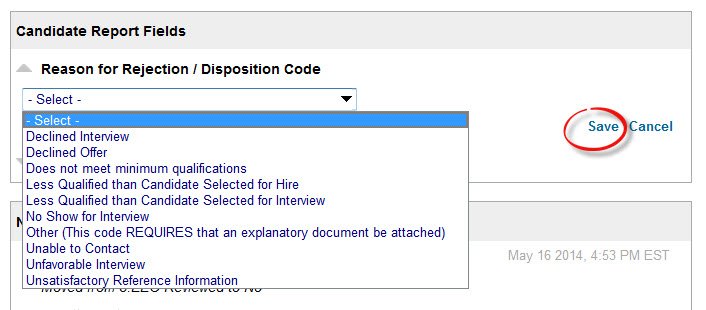 Candidate Report Fields
Reason for Rejection / Disposition Code
- Select -
- Select -
Declined Interview
Declined Offer
Does not meet minimum qualifications
Less Qualified than Candidate Selected for Hire
Less Qualified than Candidate Selected for Interview
No Show for Interview
Other (This code REQUIRES that an explanatory document be attached)
Unable to Contact
Unfavorable Interview
Unsatisfactory Reference Information
Save Cancel
May 16 2014, 4:53 PM EST